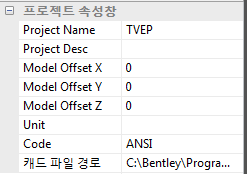 프로젝트 속성창
Project Name TVEP
Project Desc
Model Offset X 0
Model Offset Y 0
Model Offset Z 0
Unit
Code ANSI
캐드 파일 경로 C:\Bentley\Progra...